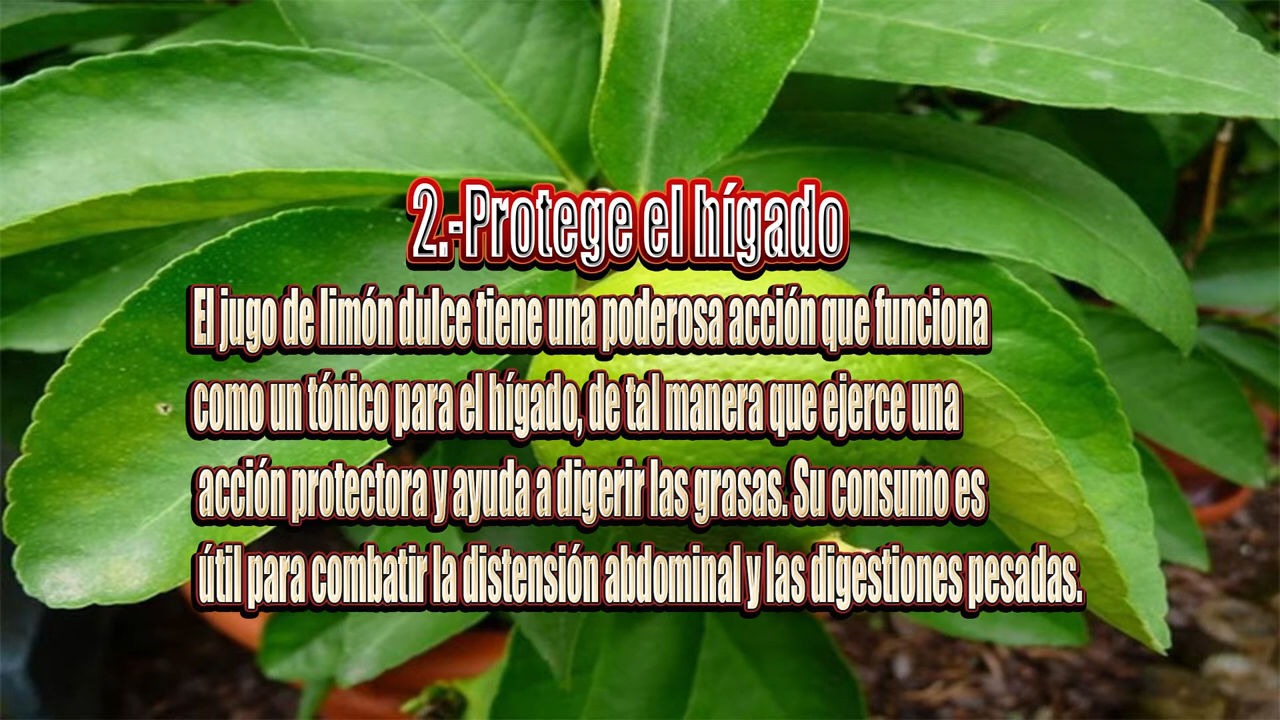 2.-Protege el hígado
El jugo de limón dulce tiene una poderosa acción que funciona
como un tónico para el hígado, de tal manera que ejerce una
acción protectora y ayuda a digerir las grasas. Su consumo es
útil para combatir la distensión abdominal y las digestiones pesadas.